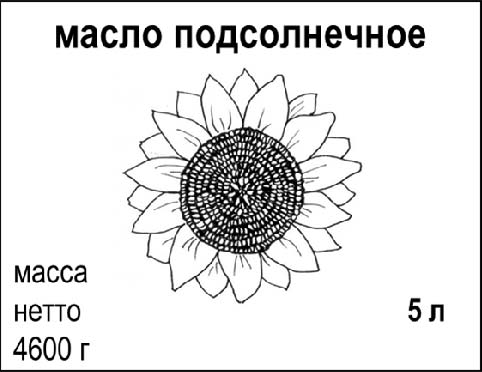 масло подсолнечное
масса
нетто
4600 г
5 л